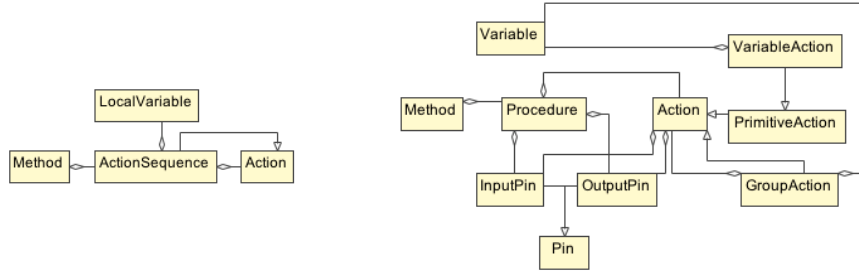 LocalVariable
Method
ActionSequence
Action
Variable
VariableAction
Method
Procedure
Action
PrimitiveAction
InputPin
OutputPin
GroupAction
Pin